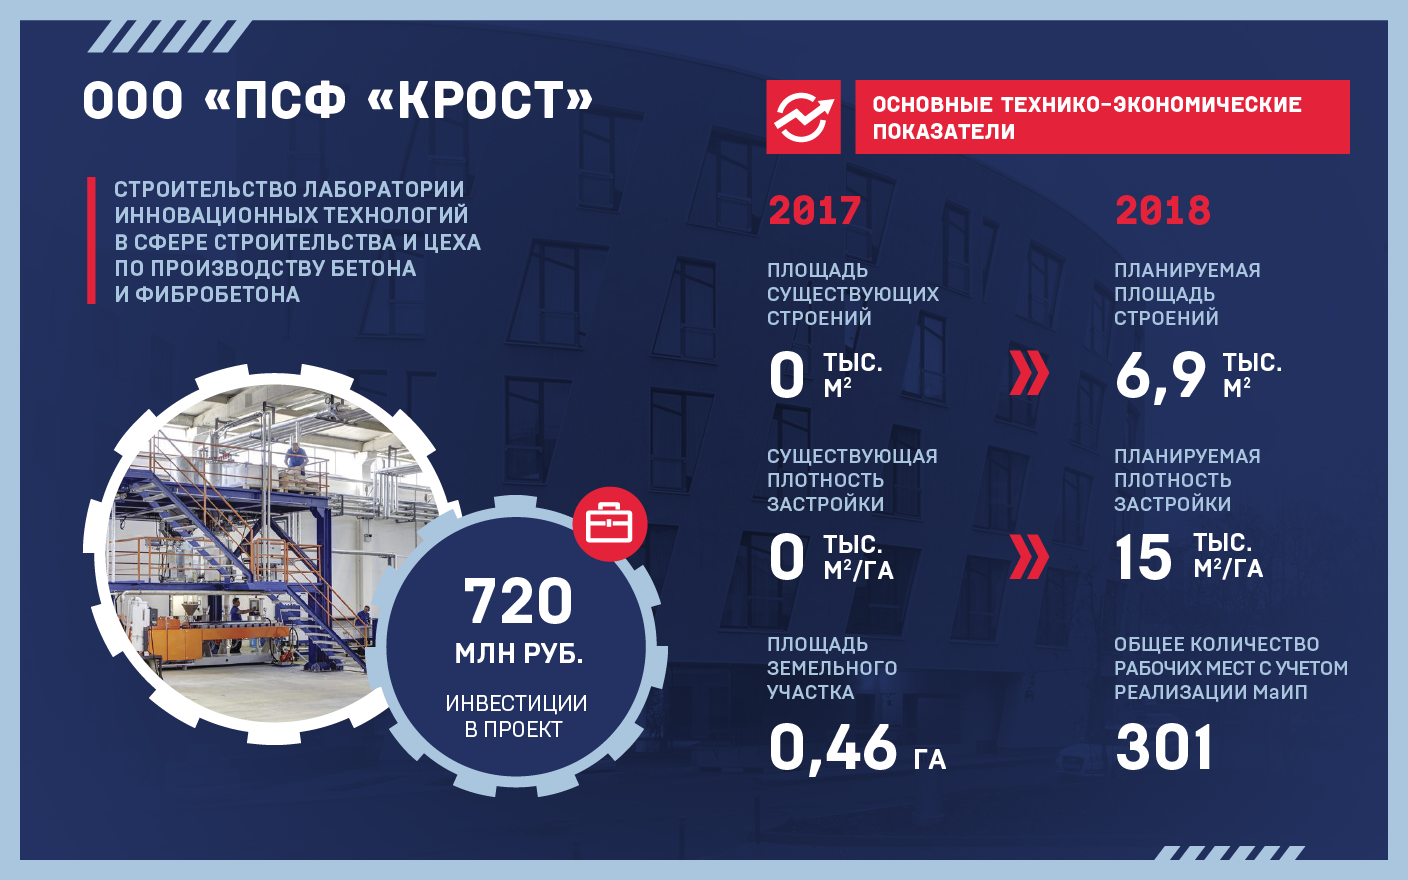 ООО «ПСФ «КРОСТ»
СТРОИТЕЛЬСТВО ЛАБОРАТОРИИ
ИННОВАЦИОННЫХ ТЕХНОЛОГИЙ
В СФЕРЕ СТРОИТЕЛЬСТВА И ЦЕХА
ПО ПРОИЗВОДСТВУ БЕТОНА
И ФИБРОБЕТОНА
720
МЛН РУБ.
ИНВЕСТИЦИИ
В ПРОЕКТ
ОСНОВНЫЕ ТЕХНИКО-ЭКОНОМИЧЕСКИЕ
ПОКАЗАТЕЛИ
2017
ПЛОЩАДЬ
СУЩЕСТВУЮЩИХ
СТРОЕНИЙ
0 ТЫС.
М²
СУЩЕСТВУЮЩАЯ
ПЛОТНОСТЬ
ЗАСТРОЙКИ
0 ТЫС.
М²/ГА
ПЛОЩАДЬ
ЗЕМЕЛЬНОГО
УЧАСТКА
0,46 ГА
2018
ПЛАНИРУЕМАЯ
ПЛОЩАДЬ
СТРОЕНИЙ
6,9 ТЫС.
М²
ПЛАНИРУЕМАЯ
ПЛОТНОСТЬ
ЗАСТРОЙКИ
15 ТЫС.
М²/ГА
ОБЩЕЕ КОЛИЧЕСТВО
РАБОЧИХ МЕСТ С УЧЕТОМ
РЕАЛИЗАЦИИ МаИП
301